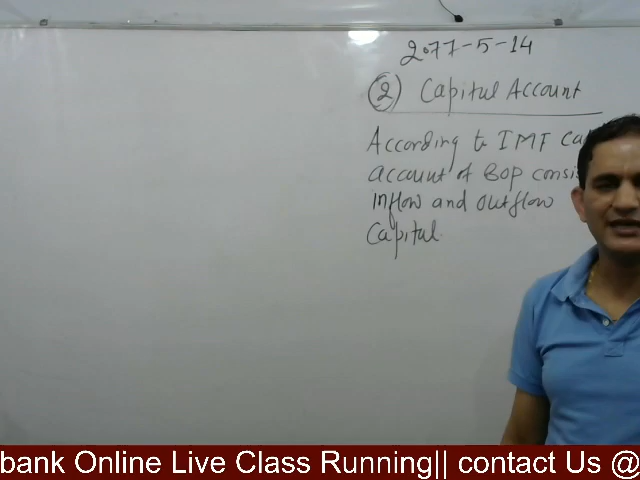 2077-5-14
② Capital Account
According to IMF Ca
account of BOP consis
inflow and outflow
Capital.
bank Online Live Class Running|| contact Us @